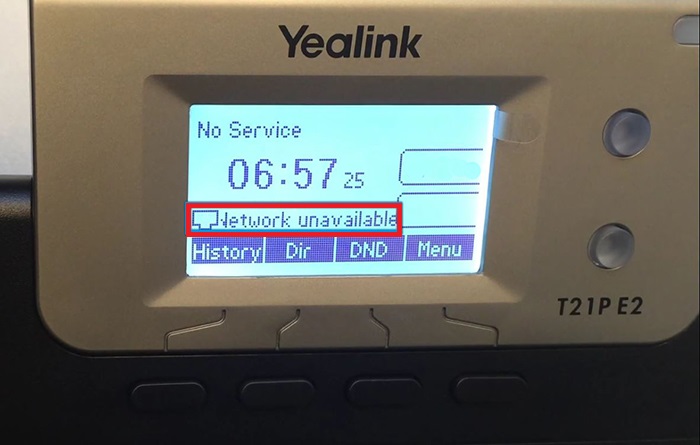 Yealink
No Service
06:57 25
Network unavailable
History Dir DND Menu
T21P E2